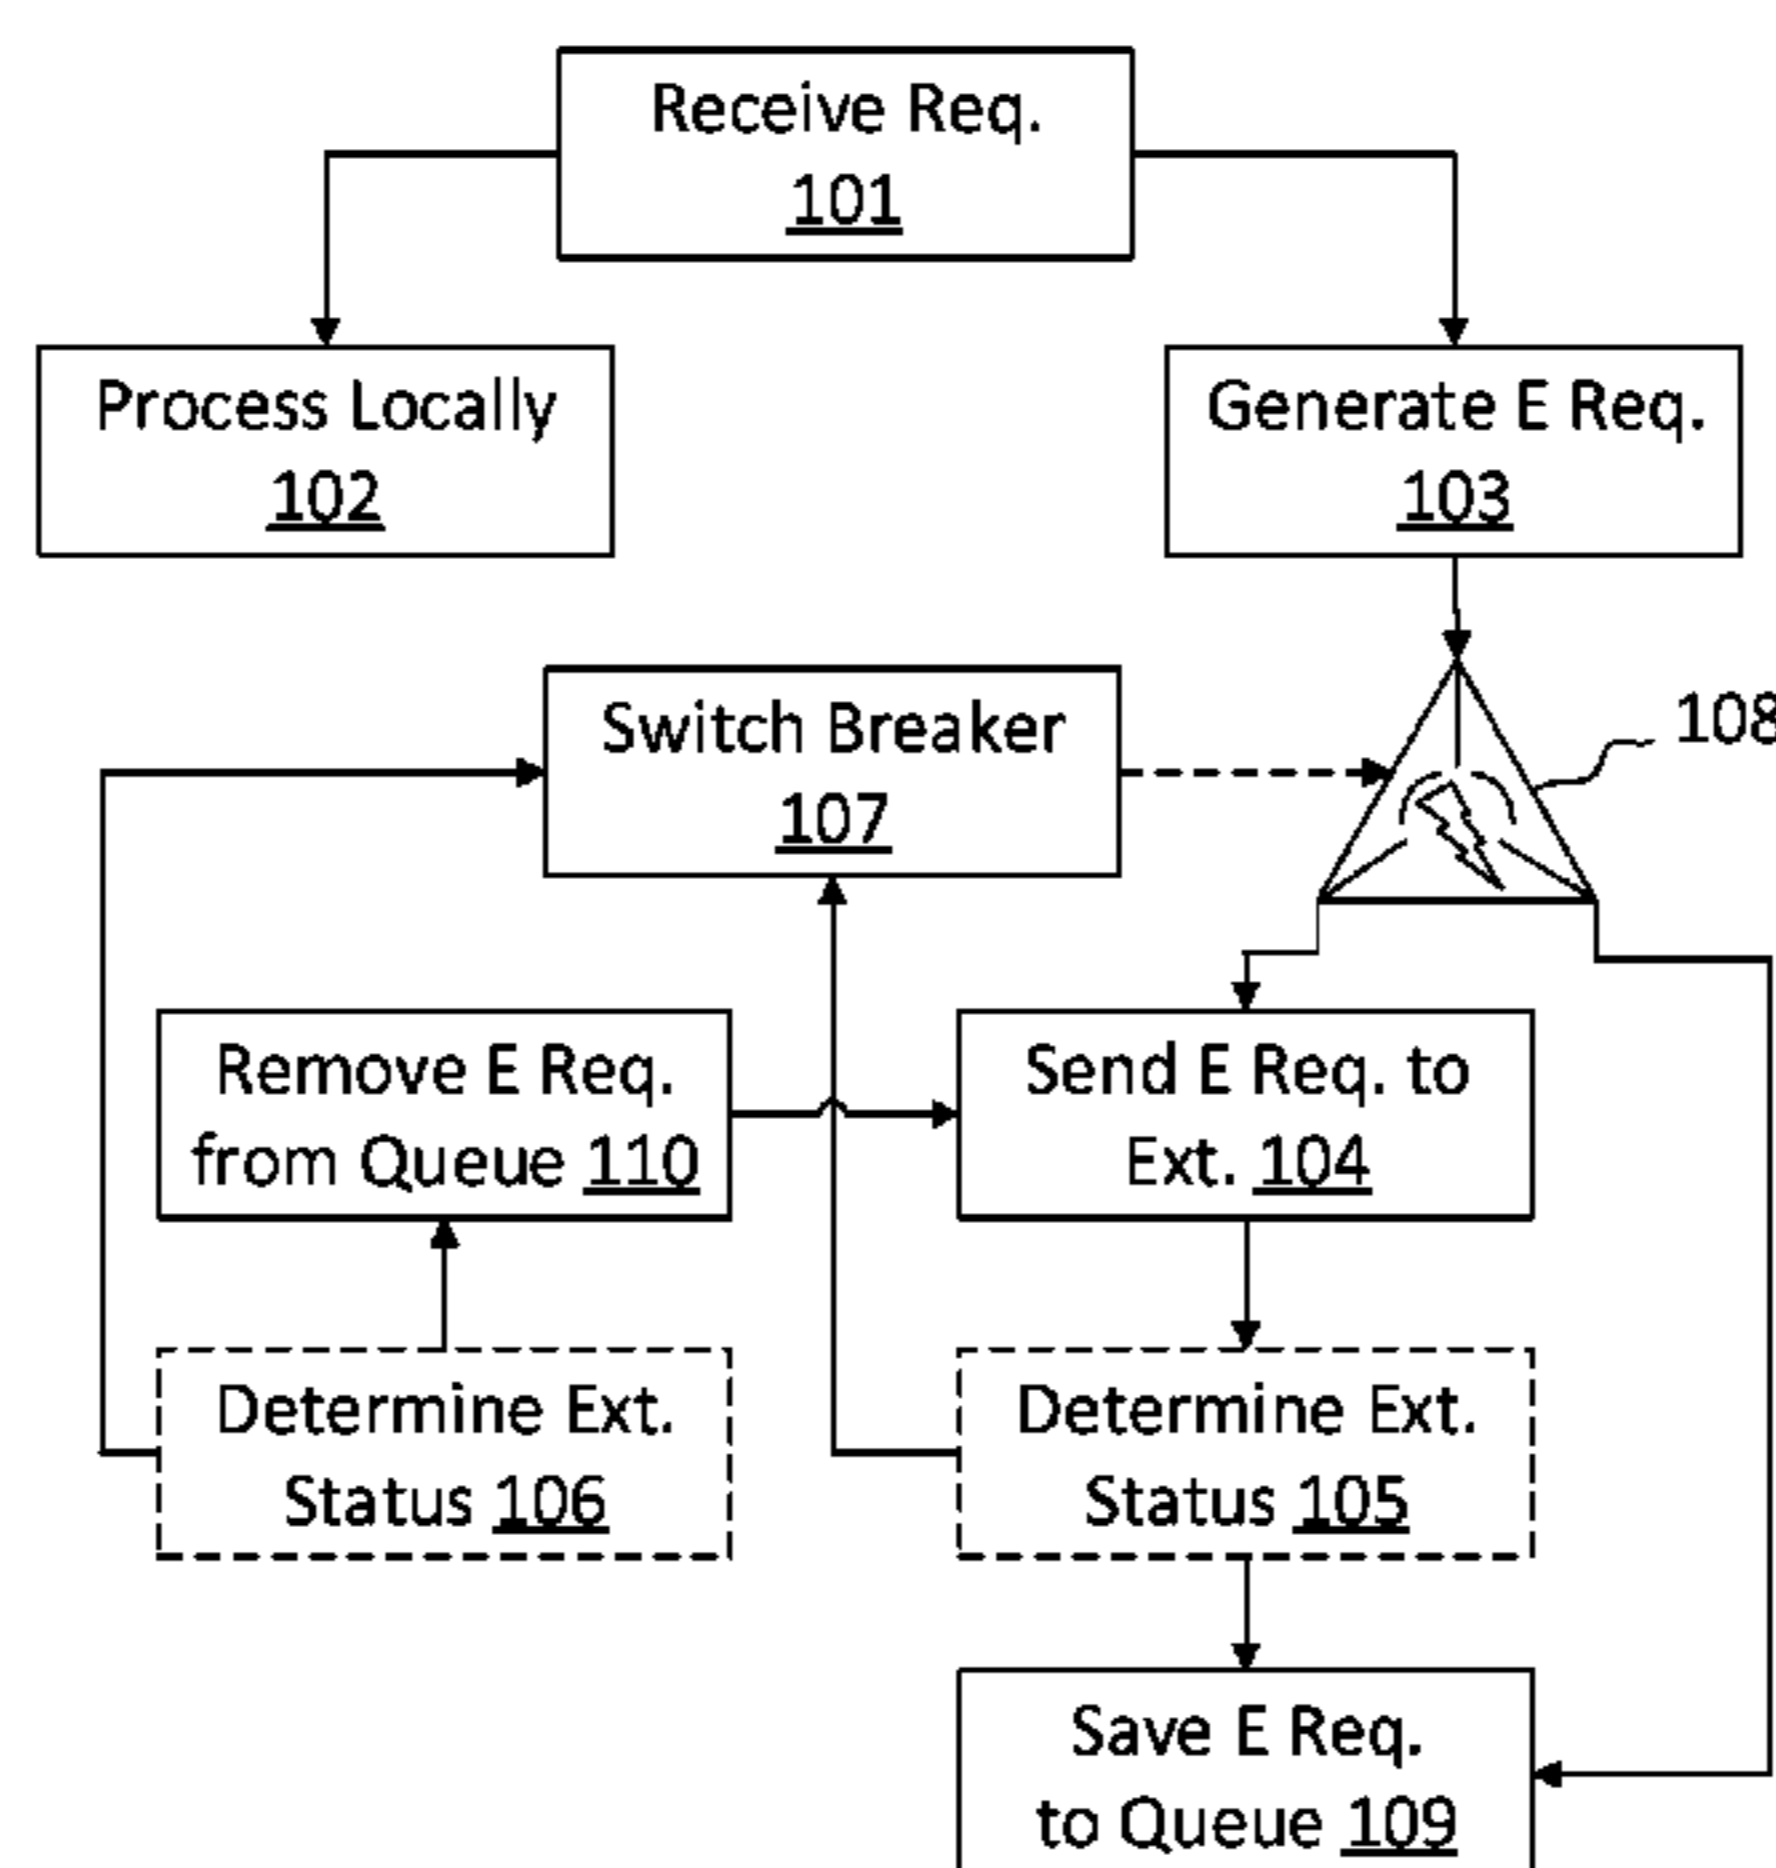 Receive Req.
101
Process Locally
102
Generate E Req.
103
Switch Breaker
107
108
Remove E Req.
from Queue 110
Send E Req. to
Ext. 104
Determine Ext.
Status 106
Determine Ext.
Status 105
Save E Req.
to Queue 109